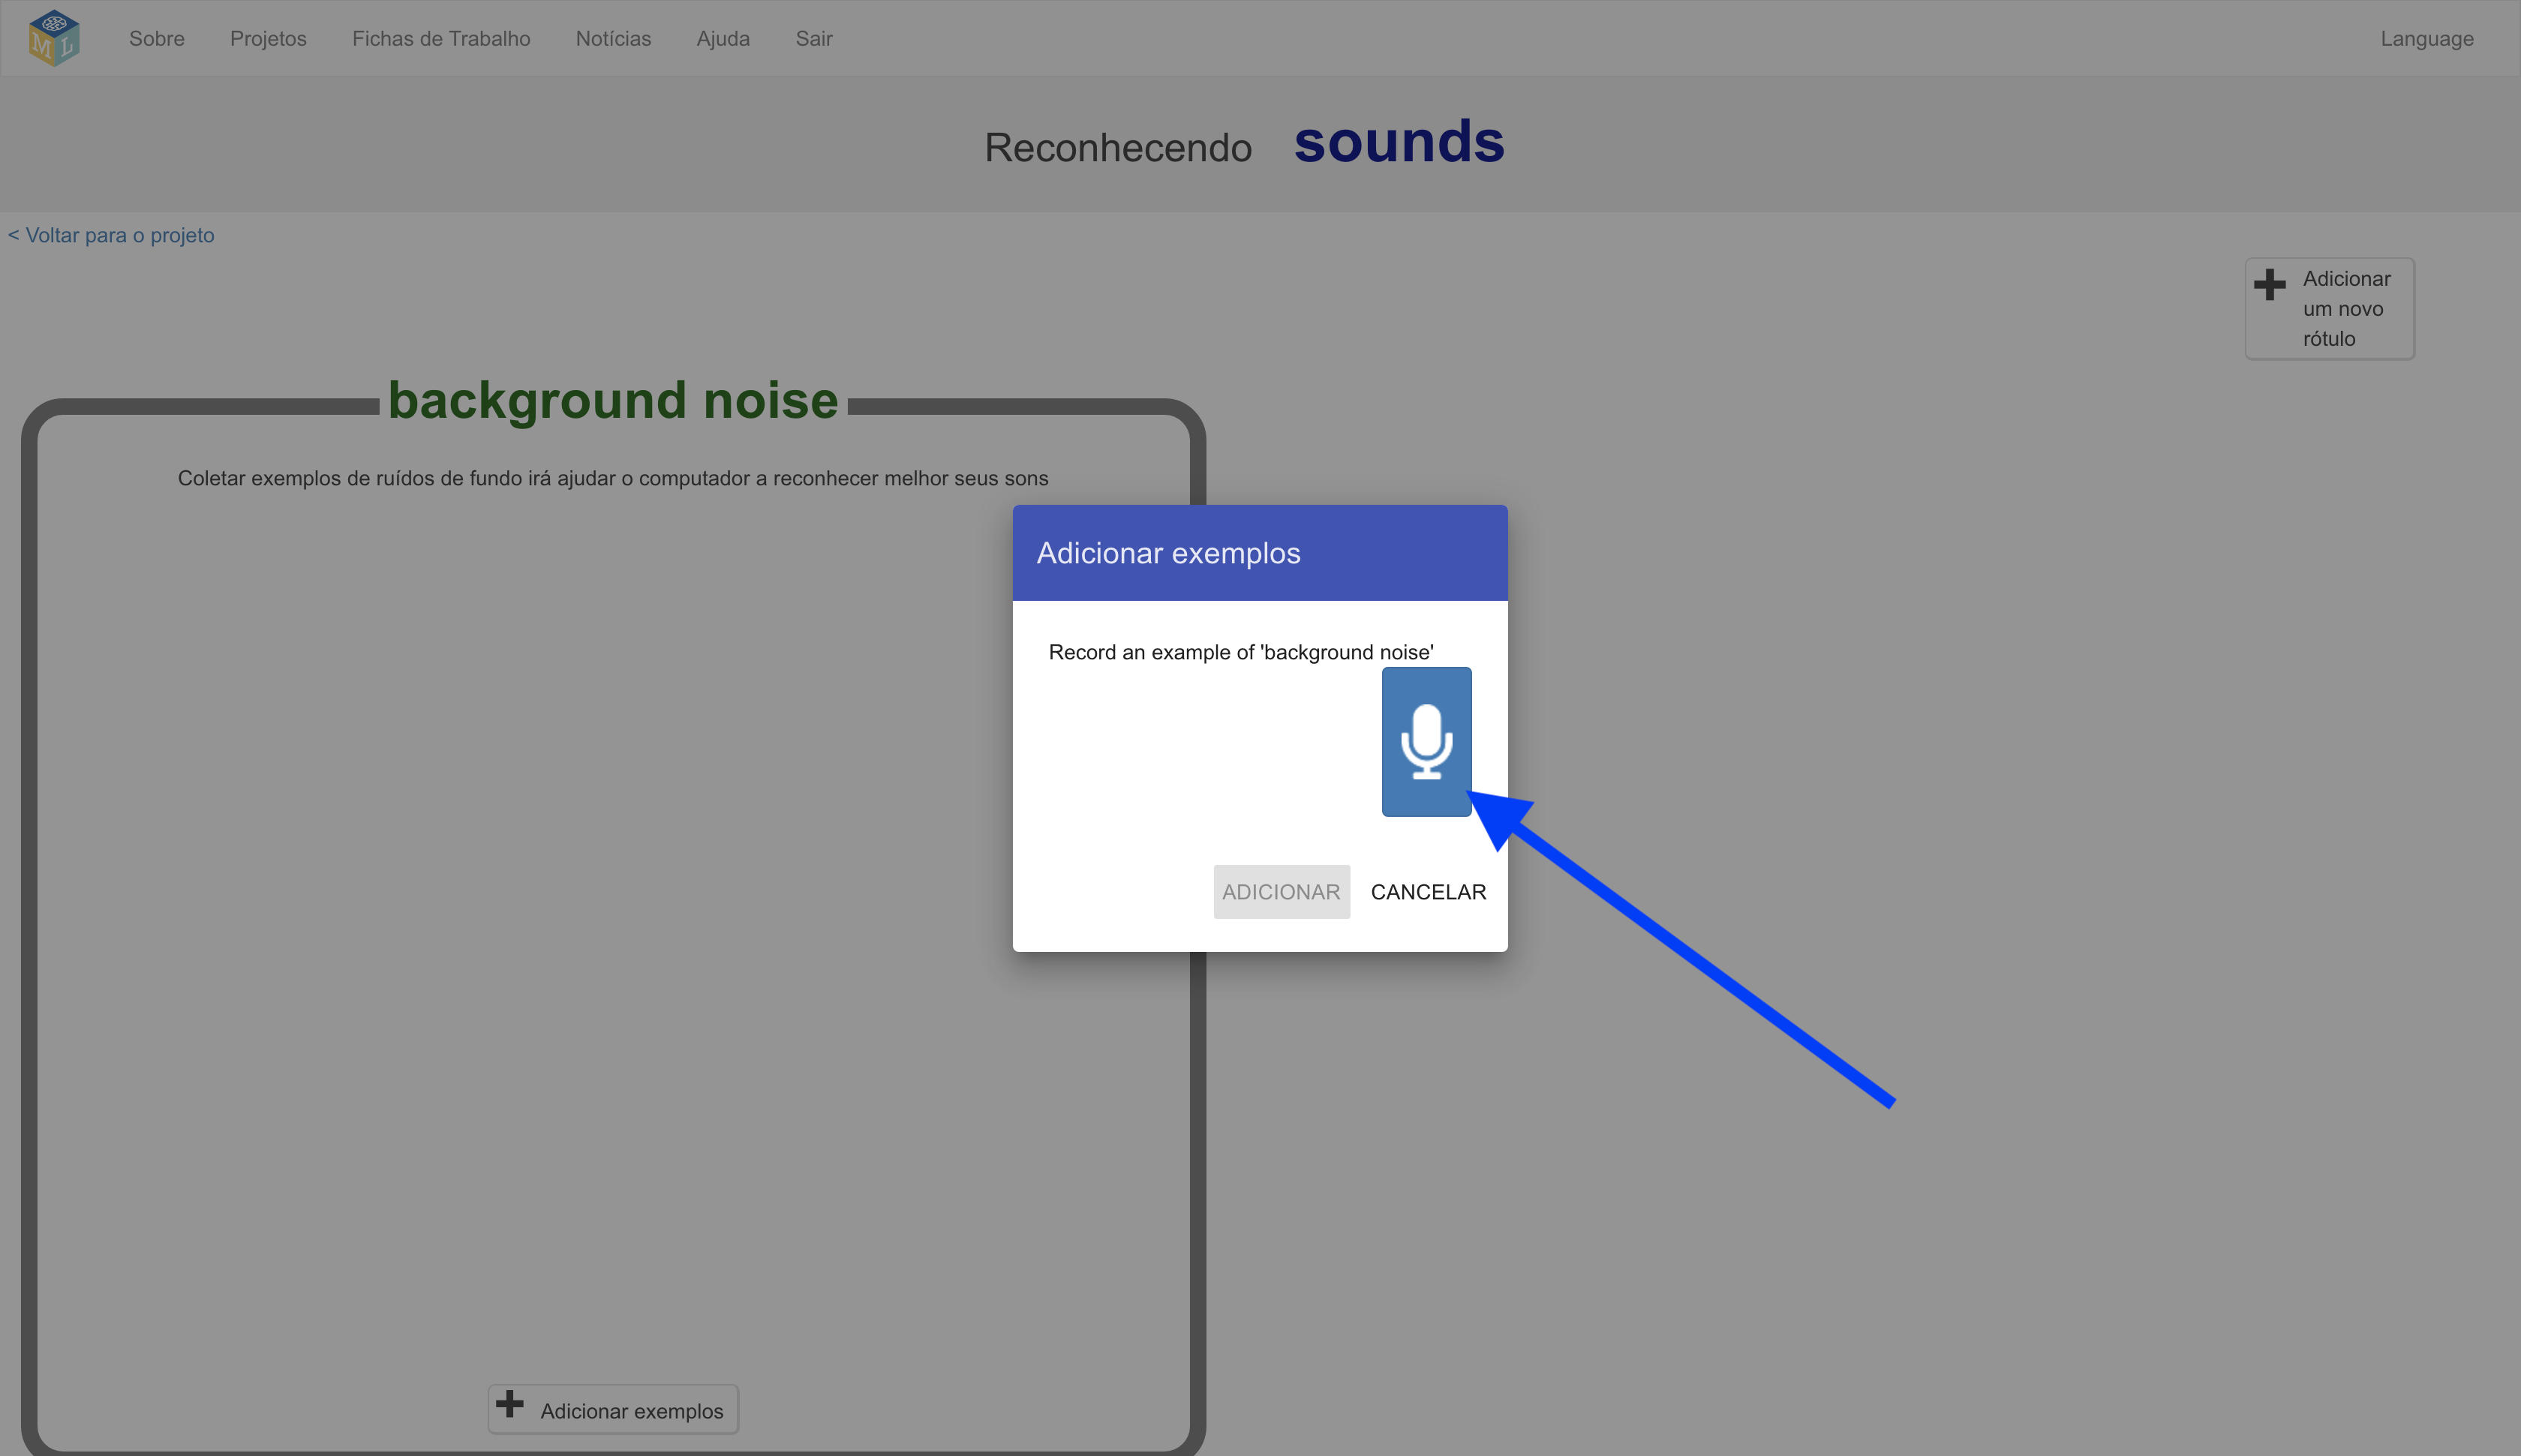 ML
Sobre Projetos Fichas de Trabalho Notícias Ajuda Sair Language
Reconhecendo sounds
< Voltar para o projeto
Adicionar
um novo
rótulo
background noise
Coletar exemplos de ruídos de fundo irá ajudar o computador a reconhecer melhor seus sons
Adicionar exemplos
Record an example of 'background noise'
ADICIONAR CANCELAR
Adicionar exemplos